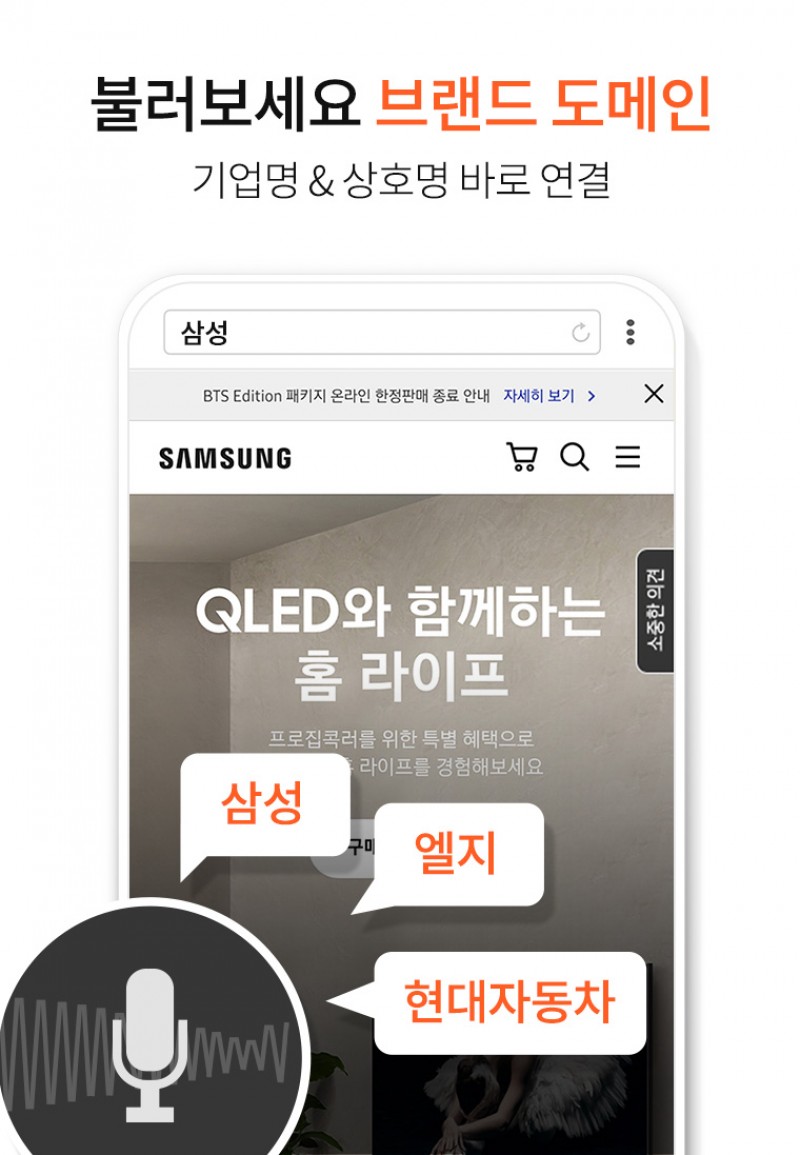 불러보세요 브랜드 도메인
기업명 & 상호명 바로 연결
삼성
BTS Edition 패키지 온라인 한정판매 종료 안내 자세히 보기
SAMSUNG
소중한 의견
QLED와 함께하는
홈 라이프
프로집콕러를 위한 특별 혜택으로
라이프를 경험해보세요
삼성
엘지
현대자동차